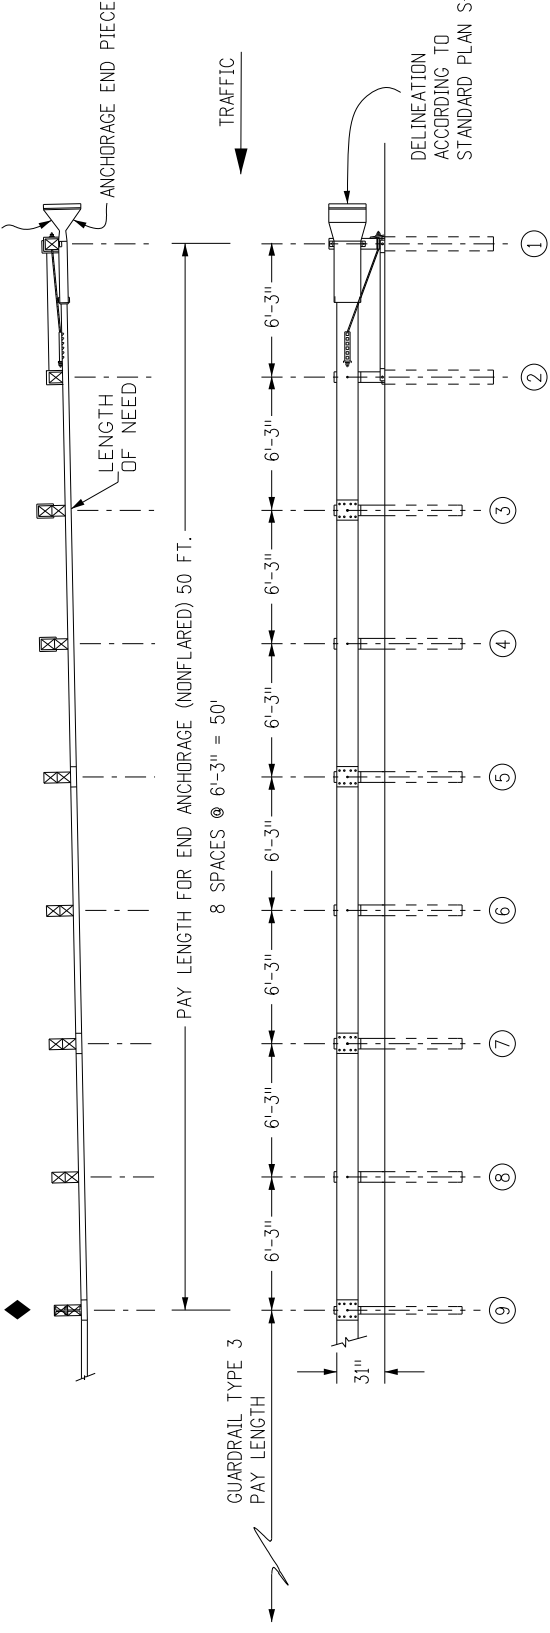 ANCHORAGE END PIECE
TRAFFIC
DELINEATION
ACCORDING TO
STANDARD PLAN S-
LENGTH
OF NEED
PAY LENGTH FOR END ANCHORAGE (NONFLARED) 50 FT.
8 SPACES @ 6'-3" = 50'
6'-3"
6'-3"
6'-3"
6'-3"
6'-3"
6'-3"
6'-3"
6'-3"
GUARDRAIL TYPE 3
PAY LENGTH
31"
1
2
3
4
5
6
7
8
9